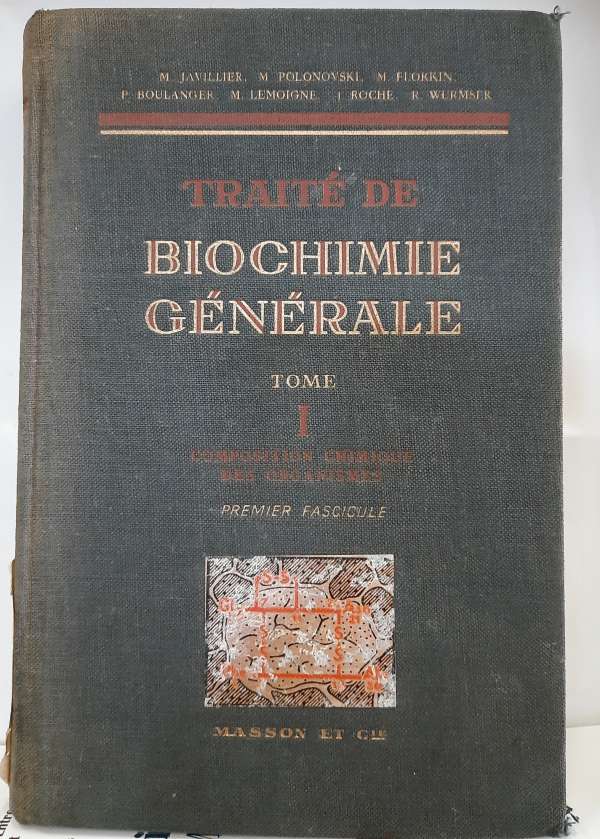 M. JAVILLIER, M. POLONOVSKI, M. FLORKIN,
P. BOULANGER, M. LEMOIGNE, J. ROCHE, R. WURMSER
TRAITÉ DE
BIOCHIMIE
GÉNÉRALE
TOME
I
COMPOSITION CHIMIQUE
DES ORGANISMES
PREMIER FASCICULE
S-S
S S
S S
MASSON ET CIE